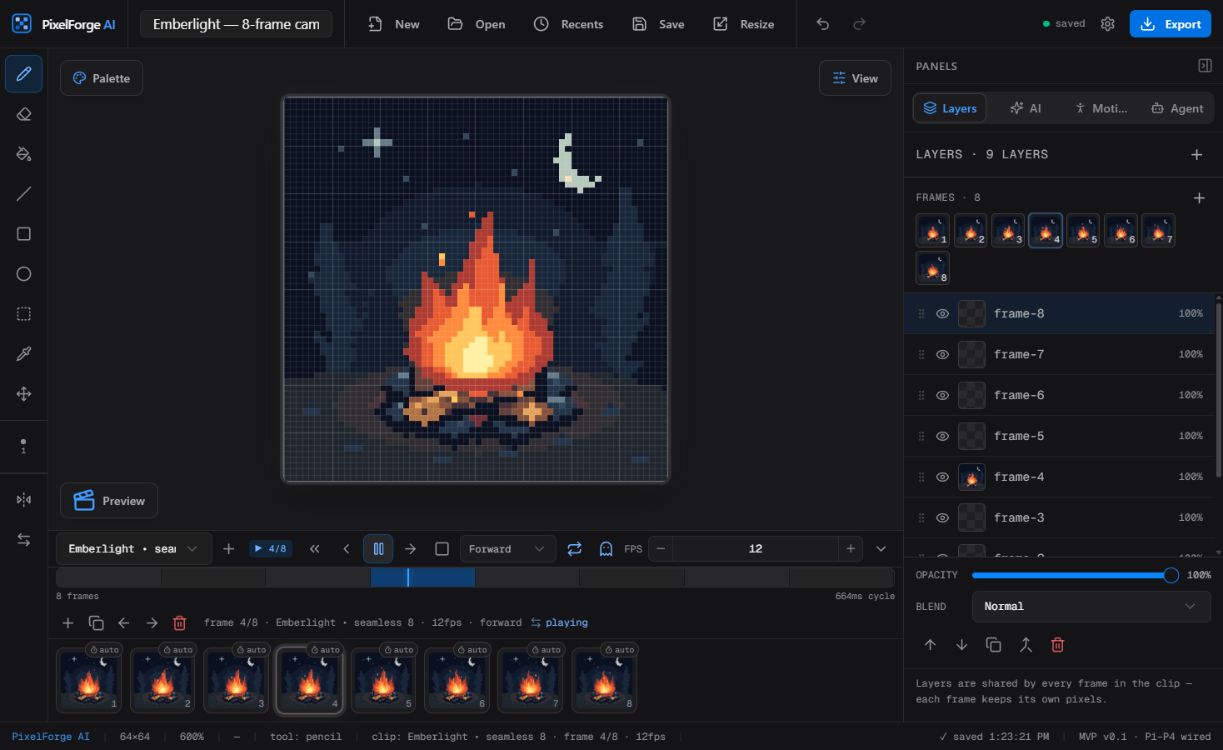 PixelForge AI
Emberlight — 8-frame cam
New
Open
Recents
Save
Resize
saved
Export
Palette
View
Preview
PANELS
Layers
AI
Moti...
Agent
LAYERS · 9 LAYERS
FRAMES · 8
1
2
3
4
5
6
7
8
frame-8
100%
frame-7
100%
frame-6
100%
frame-5
100%
frame-4
100%
frame-3
100%
OPACITY
100%
BLEND
Normal
Layers are shared by every frame in the clip —
each frame keeps its own pixels.
1
Emberlight • sea
4/8
Forward
FPS
12
8 frames
664ms cycle
frame 4/8 · Emberlight • seamless 8 · 12fps · forward
playing
auto
auto
auto
auto
auto
auto
auto
auto
1
2
3
4
5
6
7
8
PixelForge AI
64×64
600%
—
tool: pencil
clip: Emberlight • seamless 8 · frame 4/8 · 12fps
✓ saved 1:23:21 PM
MVP v0.1 · P1-P4 wired